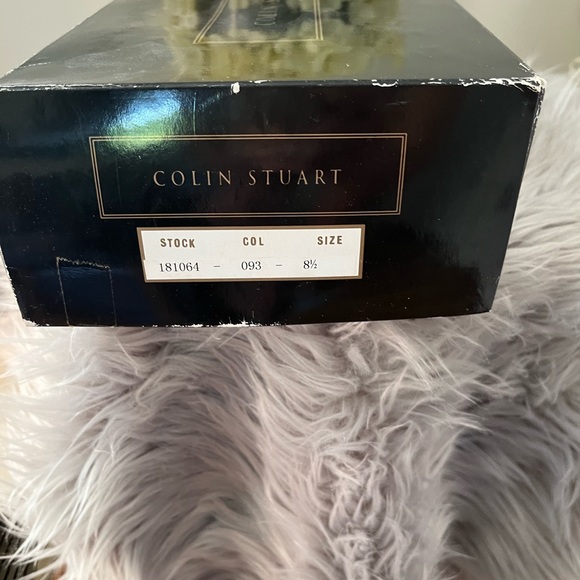 COLIN STUART
STOCK COL SIZE
181064 – 093 – 8½